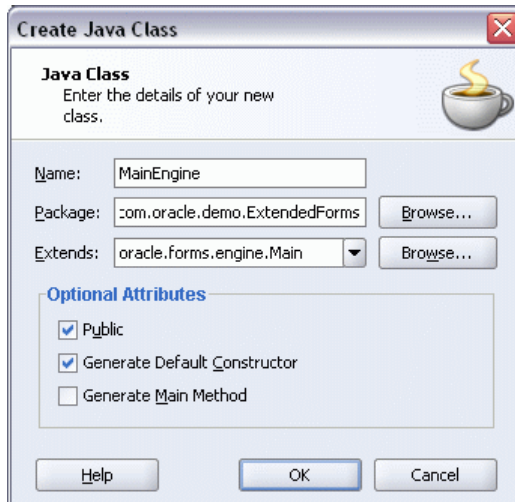 Create Java Class
Java Class
Enter the details of your new
class.
Name: MainEngine
Package: :om.oracle.demo.ExtendedForms Browse...
Extends: oracle.forms.engine.Main Browse...
Optional Attributes
Public
Generate Default Constructor
Generate Main Method
Help OK Cancel